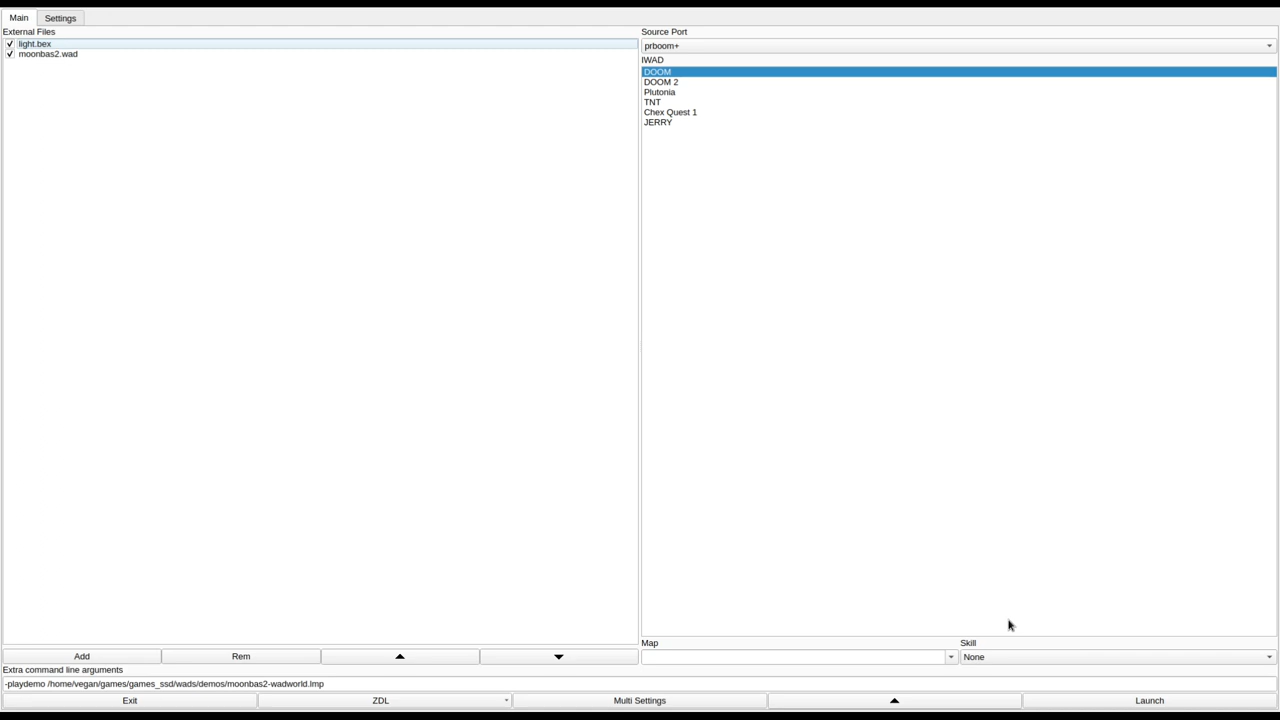 Main Settings
External Files
light.bex
moonbas2.wad
Add Rem
Extra command line arguments
-playdemo /home/vegan/games/games_ssd/wads/demos/moonbas2-wadworld.lmp
Source Port
prboom+
IWAD
DOOM
DOOM 2
Plutonia
TNT
Chex Quest 1
JERRY
Map Skill
None
Exit ZDL Multi Settings Launch